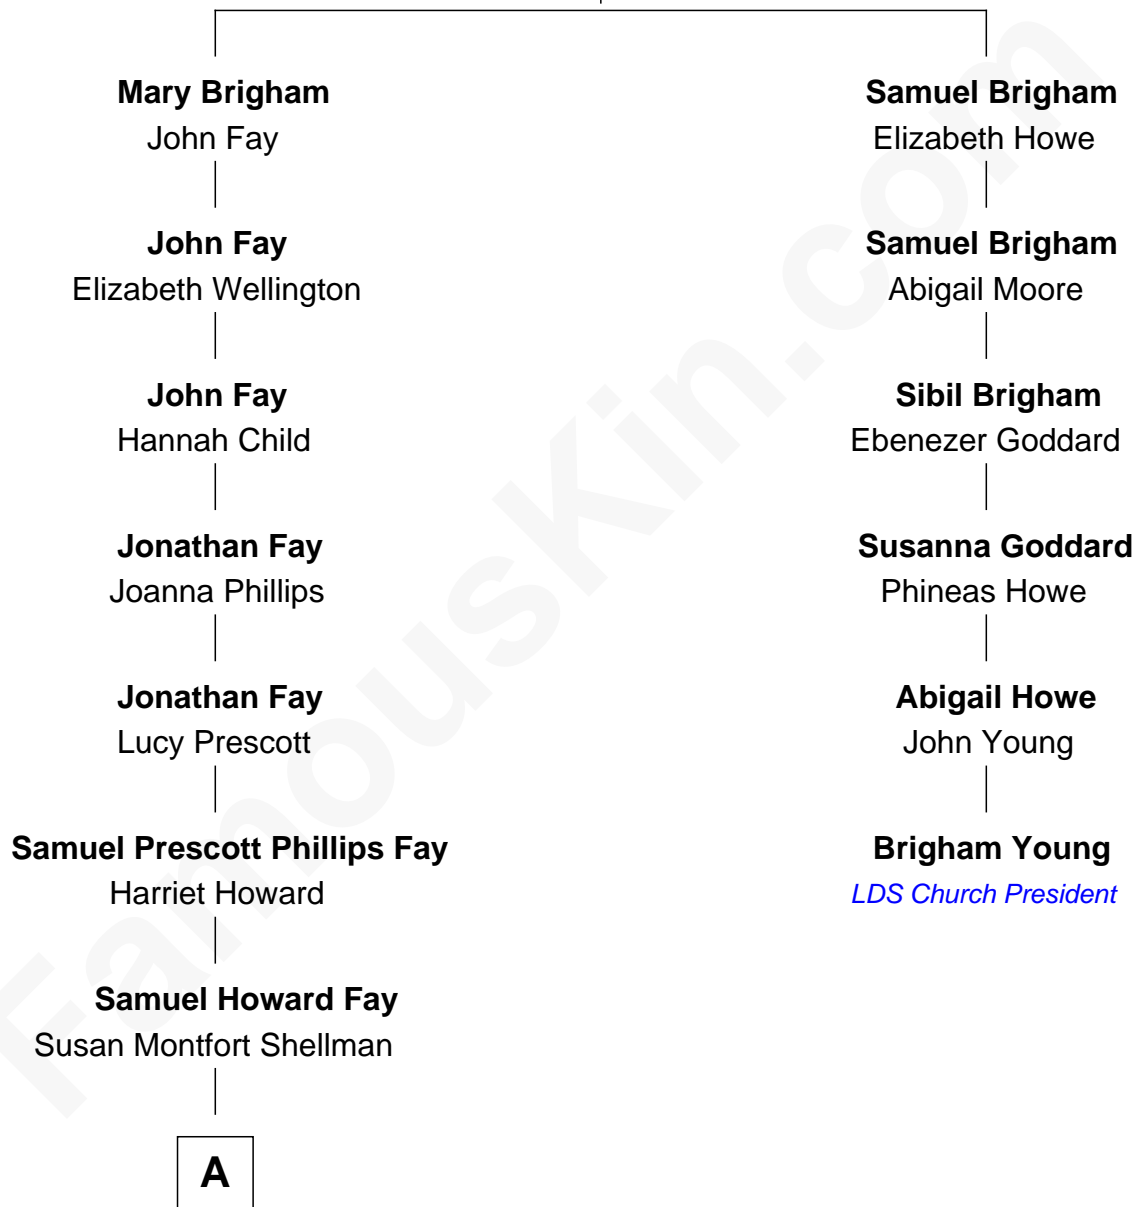 Mary Brigham
John Fay
John Fay
Elizabeth Wellington
John Fay
Hannah Child
Jonathan Fay
Joanna Phillips
Jonathan Fay
Lucy Prescott
Samuel Prescott Phillips Fay
Harriet Howard
Samuel Howard Fay
Susan Montfort Shellman
A
Samuel Brigham
Elizabeth Howe
Samuel Brigham
Abigail Moore
Sibil Brigham
Ebenezer Goddard
Susanna Goddard
Phineas Howe
Abigail Howe
John Young
Brigham Young
LDS Church President
FamousKin.com